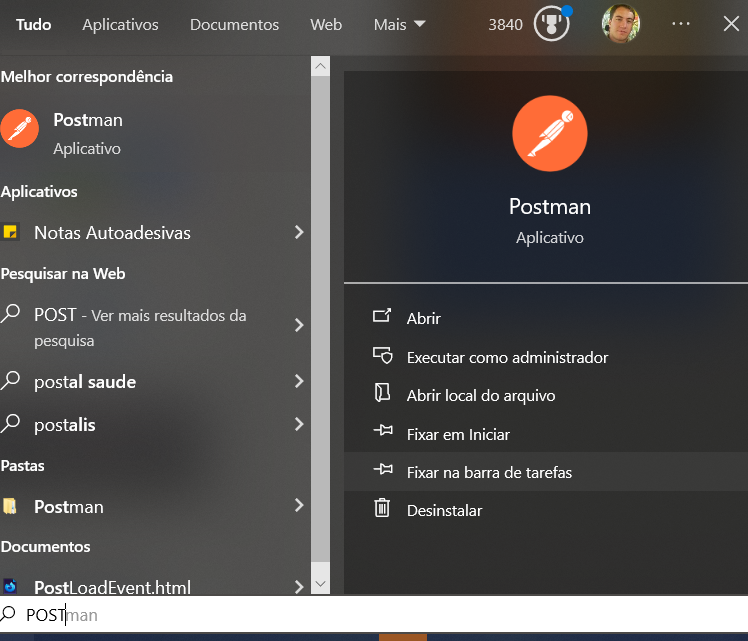 Tudo Aplicativos Documentos Web Mais 3840
Melhor correspondência
Postman
Aplicativo
Aplicativos
Notas Autoadesivas
Pesquisar na Web
POST - Ver mais resultados da
pesquisa
postal saude
postalis
Pastas
Postman
Documentos
PostLoadEvent.html
POSTman
Postman
Aplicativo
Abrir
Executar como administrador
Abrir local do arquivo
Fixar em Iniciar
Fixar na barra de tarefas
Desinstalar